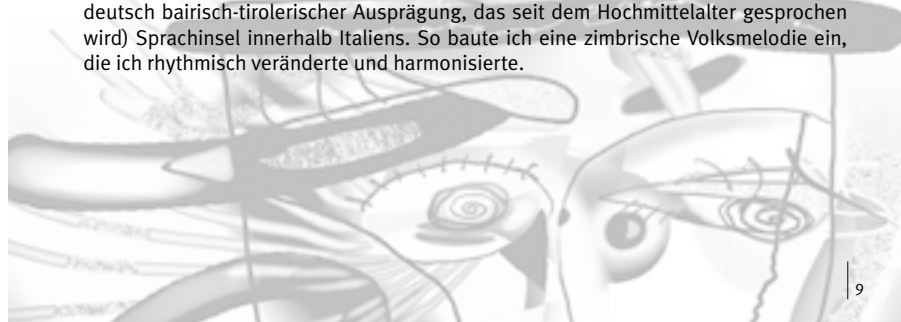 deutsch bairisch-tirolerischer Ausprägung, das seit dem Hochmittelalter gesprochen
wird) Sprachinsel innerhalb Italiens. So baute ich eine zimbrische Volksmelodie ein,
die ich rhythmisch veränderte und harmonisierte.
9